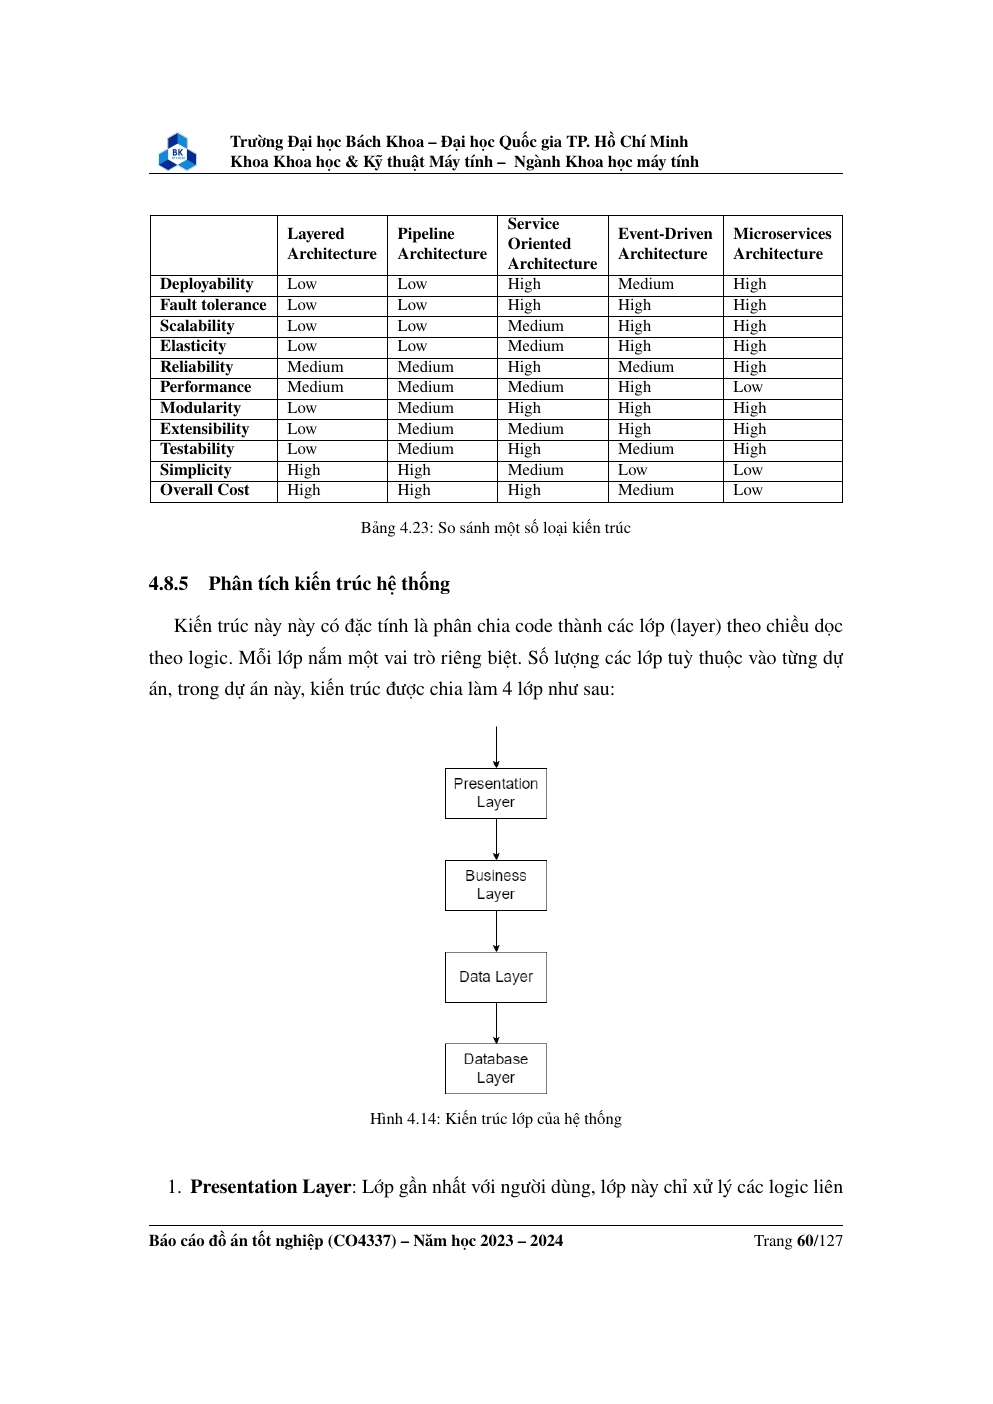 BK
Trường Đại học Bách Khoa – Đại học Quốc gia TP. Hồ Chí Minh
Khoa Khoa học & Kỹ thuật Máy tính – Ngành Khoa học máy tính
Layered Architecture | Pipeline Architecture | Service Oriented Architecture | Event-Driven Architecture | Microservices Architecture
Deployability | Low | Low | High | Medium | High
Fault tolerance | Low | Low | High | High | High
Scalability | Low | Low | Medium | High | High
Elasticity | Low | Low | Medium | High | High
Reliability | Medium | Medium | High | Medium | High
Performance | Medium | Medium | Medium | High | Low
Modularity | Low | Medium | High | High | High
Extensibility | Low | Medium | Medium | High | High
Testability | Low | Medium | High | Medium | High
Simplicity | High | High | Medium | Low | Low
Overall Cost | High | High | High | Medium | Low
Bảng 4.23: So sánh một số loại kiến trúc
4.8.5 Phân tích kiến trúc hệ thống
Kiến trúc này này có đặc tính là phân chia code thành các lớp (layer) theo chiều dọc
theo logic. Mỗi lớp nắm một vai trò riêng biệt. Số lượng các lớp tuỳ thuộc vào từng dự
án, trong dự án này, kiến trúc được chia làm 4 lớp như sau:
Presentation
Layer
Business
Layer
Data Layer
Database
Layer
Hình 4.14: Kiến trúc lớp của hệ thống
1. Presentation Layer: Lớp gần nhất với người dùng, lớp này chỉ xử lý các logic liên
Báo cáo đồ án tốt nghiệp (CO4337) – Năm học 2023 – 2024
Trang 60/127